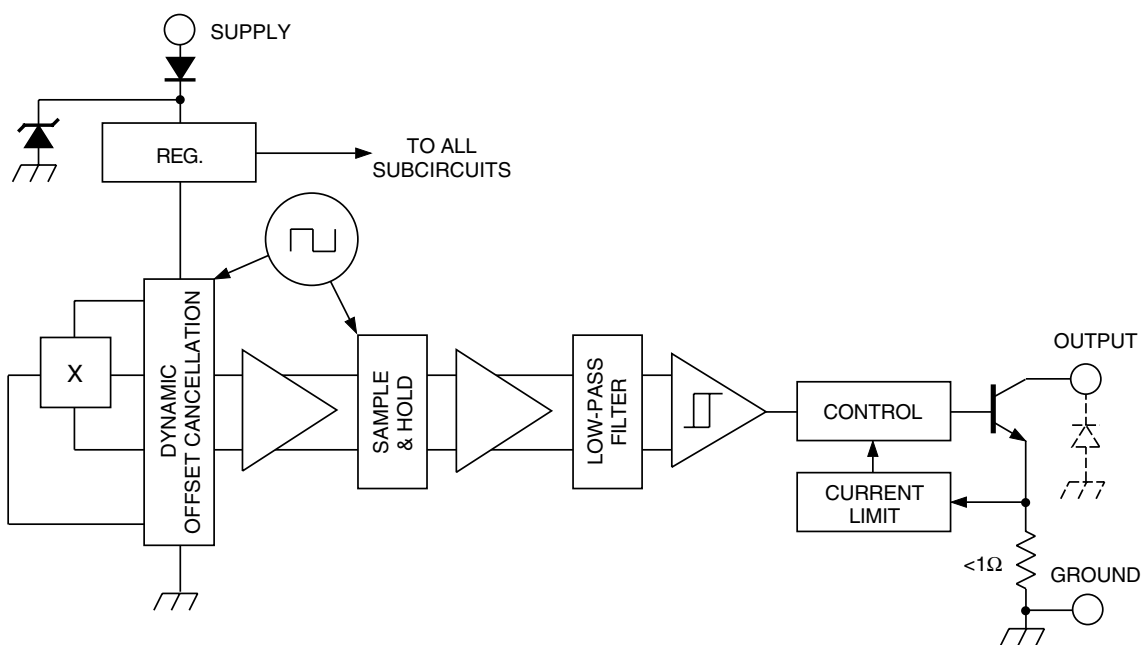 SUPPLY
REG.
TO ALL
SUBCIRCUITS
X
DYNAMIC
OFFSET CANCELLATION
SAMPLE
& HOLD
LOW-PASS
FILTER
CONTROL
CURRENT
LIMIT
OUTPUT
<1Ω
GROUND